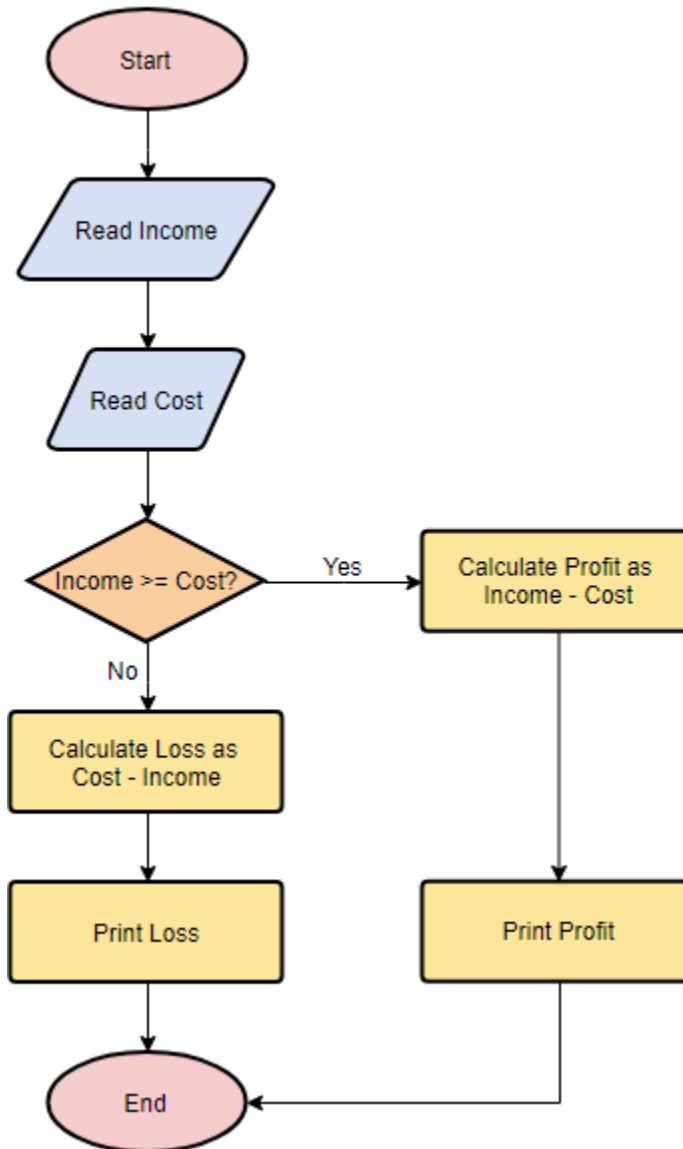 Start
Read Income
Read Cost
Income >= Cost?
Yes
Calculate Profit as
Income - Cost
No
Calculate Loss as
Cost - Income
Print Loss
Print Profit
End